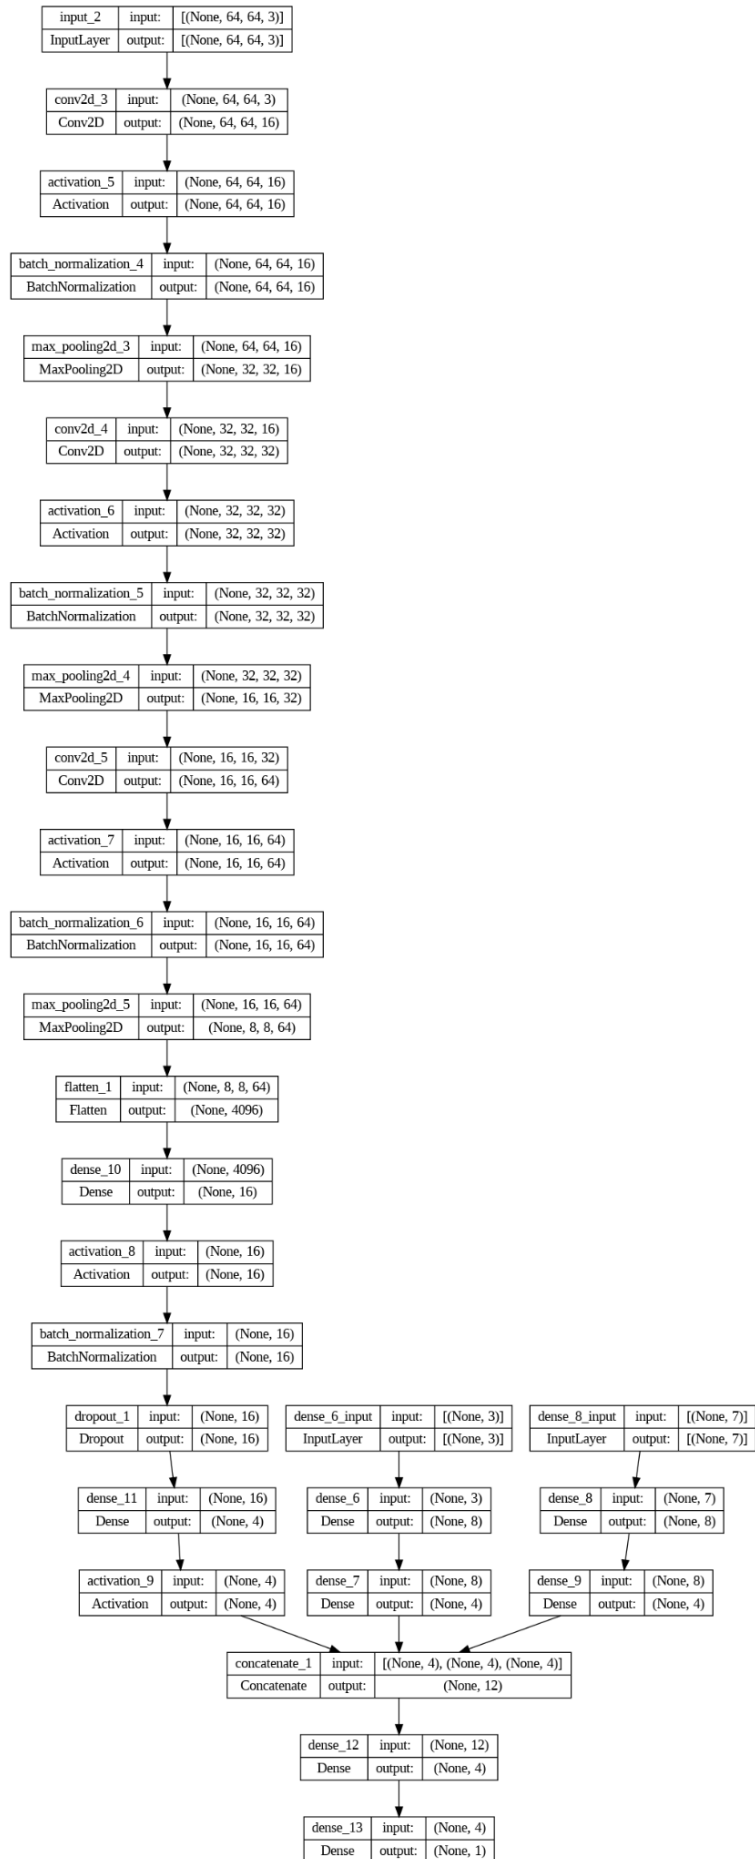 input_2 input: [(None, 64, 64, 3)]
InputLayer output: [(None, 64, 64, 3)]
conv2d_3 input: (None, 64, 64, 3)
Conv2D output: (None, 64, 64, 16)
activation_5 input: (None, 64, 64, 16)
Activation output: (None, 64, 64, 16)
batch_normalization_4 input: (None, 64, 64, 16)
BatchNormalization output: (None, 64, 64, 16)
max_pooling2d_3 input: (None, 64, 64, 16)
MaxPooling2D output: (None, 32, 32, 16)
conv2d_4 input: (None, 32, 32, 16)
Conv2D output: (None, 32, 32, 32)
activation_6 input: (None, 32, 32, 32)
Activation output: (None, 32, 32, 32)
batch_normalization_5 input: (None, 32, 32, 32)
BatchNormalization output: (None, 32, 32, 32)
max_pooling2d_4 input: (None, 32, 32, 32)
MaxPooling2D output: (None, 16, 16, 32)
conv2d_5 input: (None, 16, 16, 32)
Conv2D output: (None, 16, 16, 64)
activation_7 input: (None, 16, 16, 64)
Activation output: (None, 16, 16, 64)
batch_normalization_6 input: (None, 16, 16, 64)
BatchNormalization output: (None, 16, 16, 64)
max_pooling2d_5 input: (None, 16, 16, 64)
MaxPooling2D output: (None, 8, 8, 64)
flatten_1 input: (None, 8, 8, 64)
Flatten output: (None, 4096)
dense_10 input: (None, 4096)
Dense output: (None, 16)
activation_8 input: (None, 16)
Activation output: (None, 16)
batch_normalization_7 input: (None, 16)
BatchNormalization output: (None, 16)
dropout_1 input: (None, 16) dense_6_input input: [(None, 3)] dense_8_input input: [(None, 7)]
Dropout output: (None, 16) InputLayer output: [(None, 3)] InputLayer output: [(None, 7)]
dense_11 input: (None, 16) dense_6 input: (None, 3) dense_8 input: (None, 7)
Dense output: (None, 4) Dense output: (None, 8) Dense output: (None, 8)
activation_9 input: (None, 4) dense_7 input: (None, 8) dense_9 input: (None, 8)
Activation output: (None, 4) Dense output: (None, 4) Dense output: (None, 4)
concatenate_1 input: [(None, 4), (None, 4), (None, 4)]
Concatenate output: (None, 12)
dense_12 input: (None, 12)
Dense output: (None, 4)
dense_13 input: (None, 4)
Dense output: (None, 1)